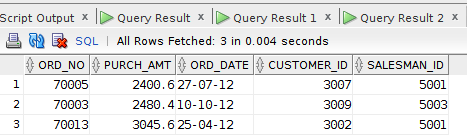 Script Output x Query Result x Query Result 1 x Query Result 2 x
SQL | All Rows Fetched: 3 in 0.004 seconds
ORD_NO PURCH_AMT ORD_DATE CUSTOMER_ID SALESMAN_ID
1 70005 2400.6 27-07-12 3007 5001
2 70003 2480.4 10-10-12 3009 5003
3 70013 3045.6 25-04-12 3002 5001